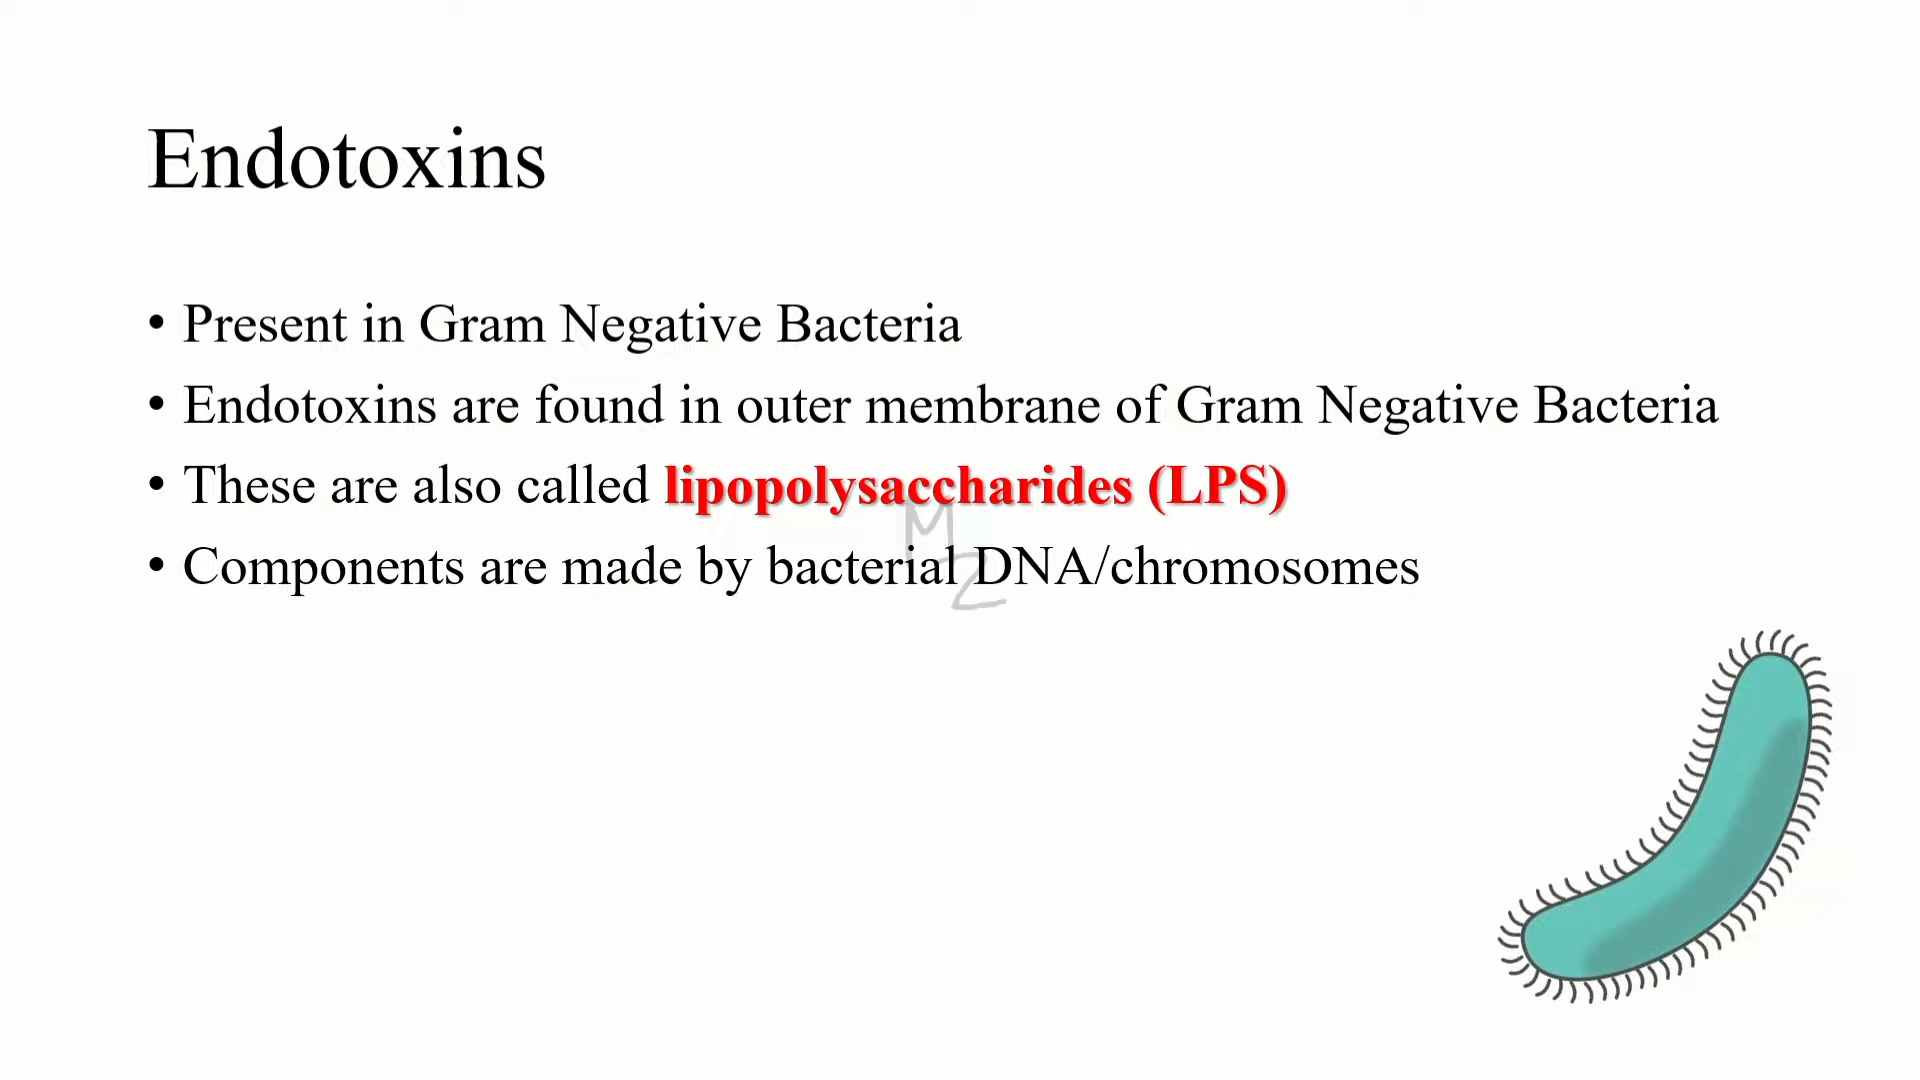 Endotoxins
• Present in Gram Negative Bacteria
• Endotoxins are found in outer membrane of Gram Negative Bacteria
• These are also called lipopolysaccharides (LPS)
• Components are made by bacterial DNA/chromosomes
MZ